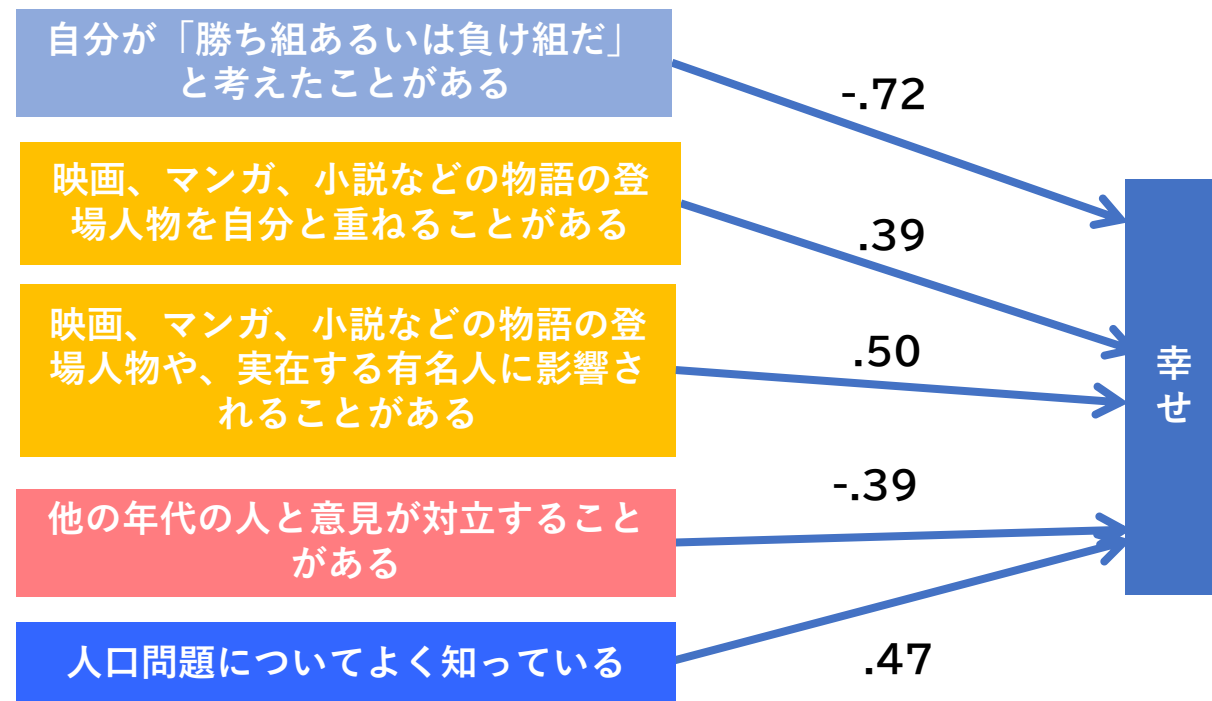 自分が「勝ち組あるいは負け組だ」
と考えたことがある
-.72
映画、マンガ、小説などの物語の登
場人物を自分と重ねることがある
.39
映画、マンガ、小説などの物語の登
場人物や、実在する有名人に影響さ
れることがある
.50
幸せ
他の年代の人と意見が対立すること
がある
-.39
人口問題についてよく知っている
.47